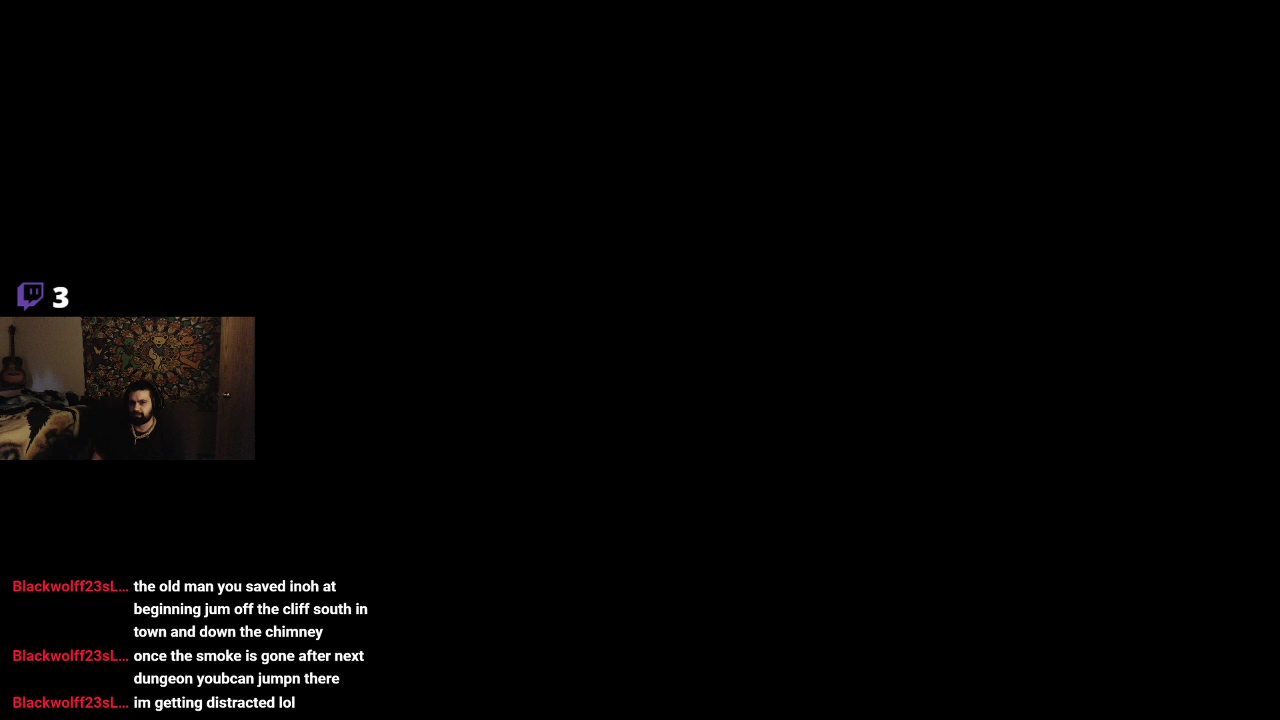 3
Blackwolff23sL... the old man you saved inoh at
beginning jum off the cliff south in
town and down the chimney
Blackwolff23sL... once the smoke is gone after next
dungeon youbcan jumpn there
Blackwolff23sL... im getting distracted lol